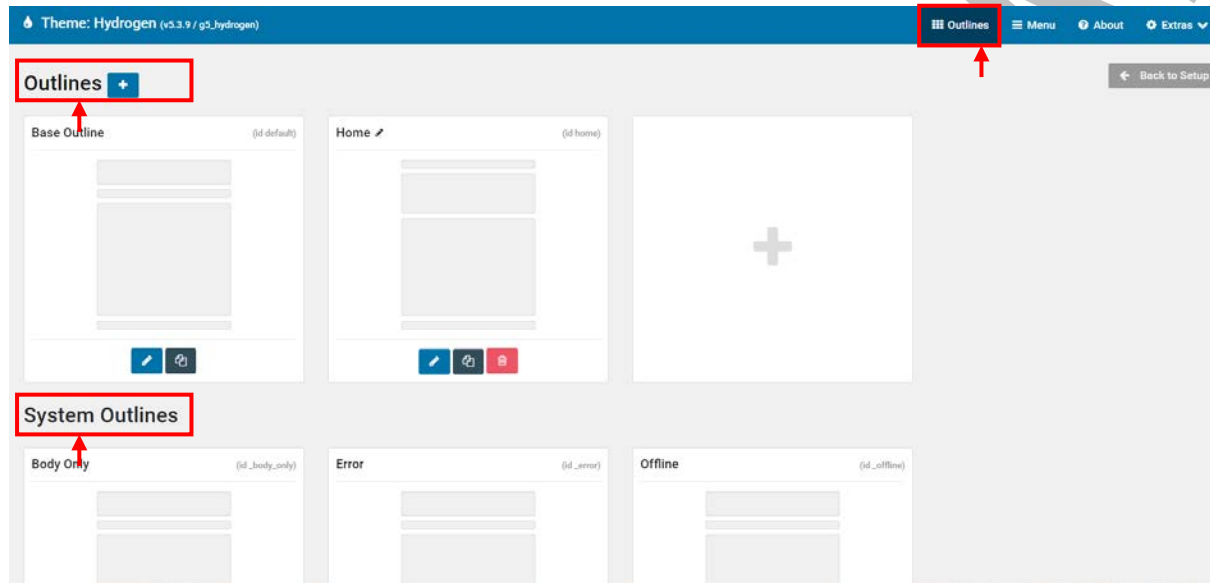 Theme: Hydrogen (v5.3.9 / g5_hydrogen)
Outlines
Menu
About
Extras
Outlines +
Back to Setup
Base Outline
(id default)
Home
(id home)
System Outlines
Body Only
(id _body_only)
Error
(id _error)
Offline
(id _offline)